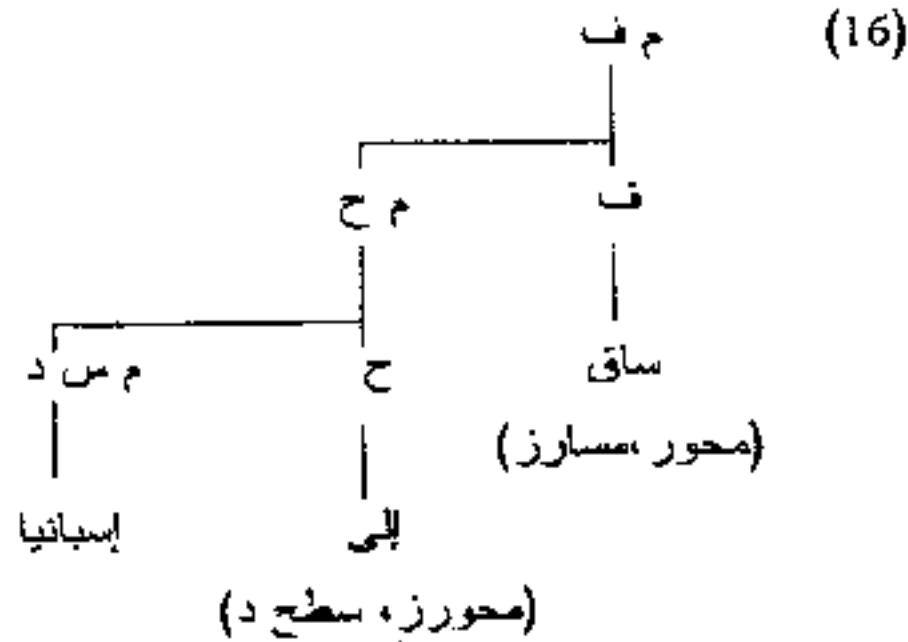 (16) م ف
م ح ف
م س د ح ساق
(محور، مسارز)
إسبانيا إلى
(محورز، سطح د)